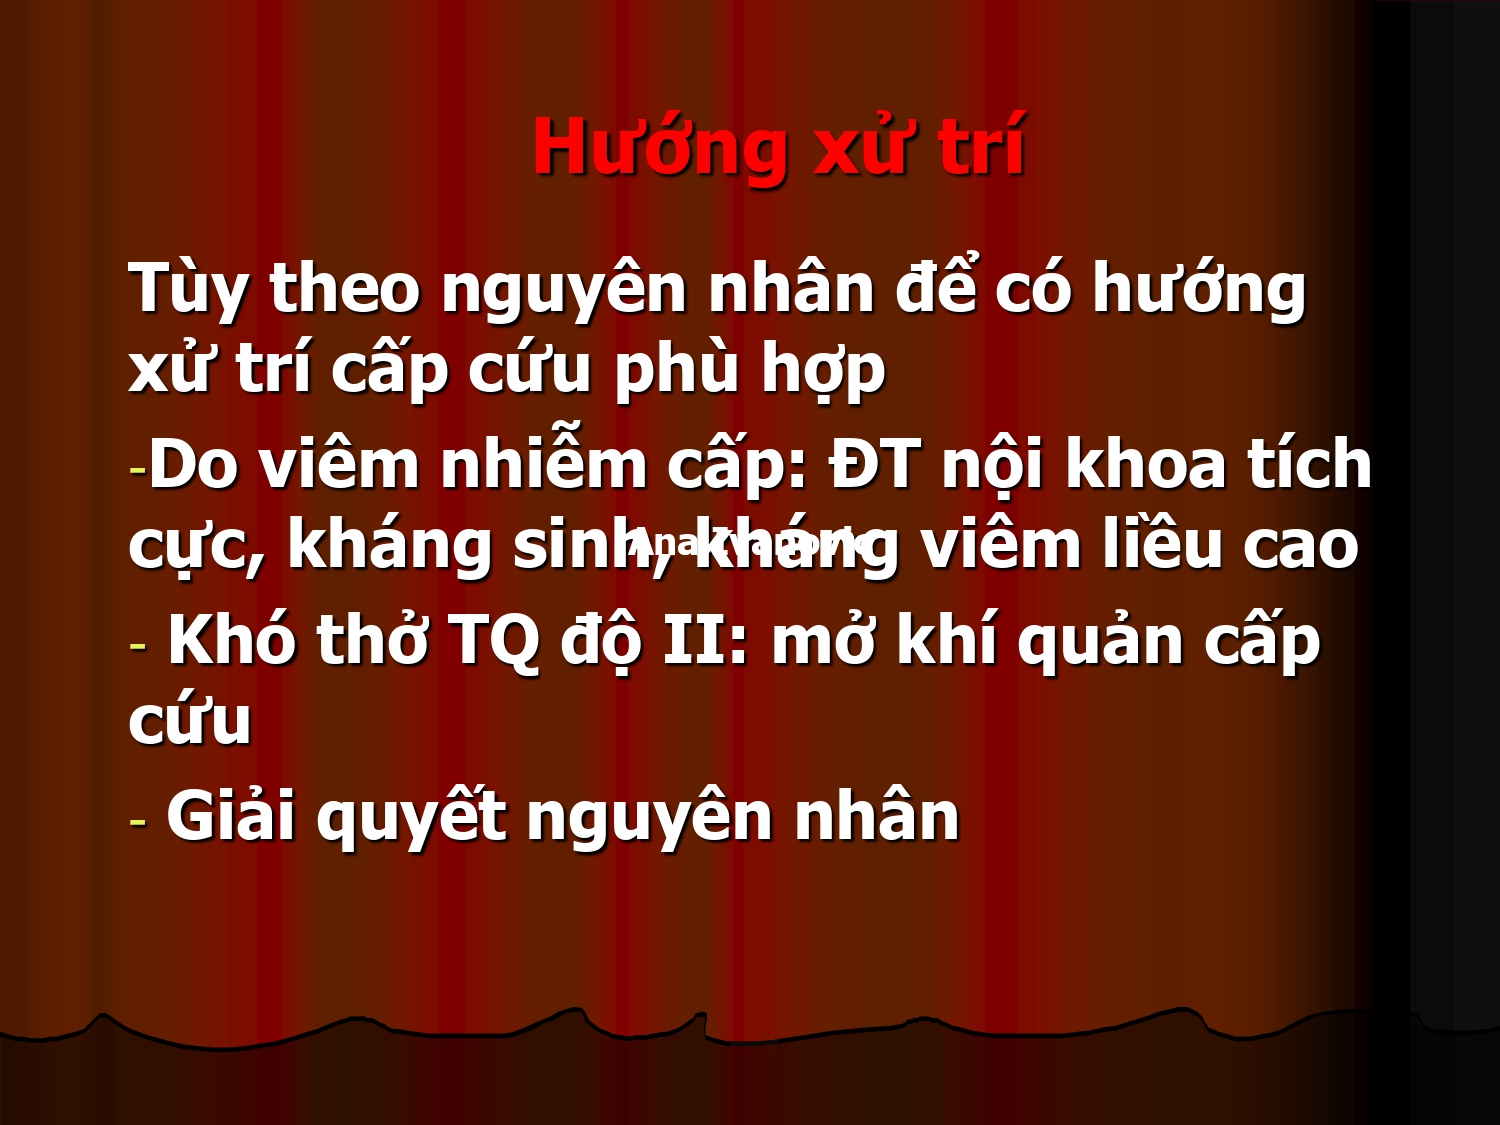 Hướng xử trí
Tùy theo nguyên nhân để có hướng
xử trí cấp cứu phù hợp
-Do viêm nhiễm cấp: ĐT nội khoa tích
cực, kháng sinh, kháng viêm liều cao
Ana Ivanovic
- Khó thở TQ độ II: mở khí quản cấp
cứu
- Giải quyết nguyên nhân